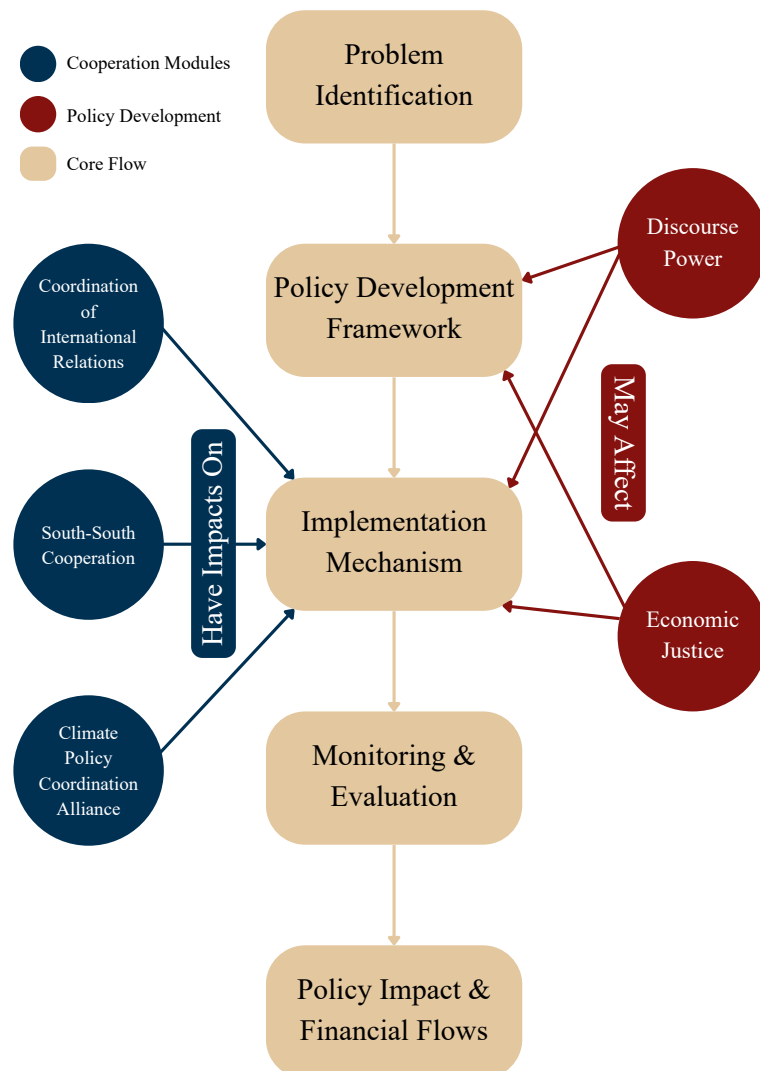 Cooperation Modules
Policy Development
Core Flow
Problem
Identification
Discourse
Power
Policy Development
Framework
Coordination
of
International
Relations
May Affect
Have Impacts On
Implementation
Mechanism
South-South
Cooperation
Economic
Justice
Climate
Policy
Coordination
Alliance
Monitoring &
Evaluation
Policy Impact &
Financial Flows